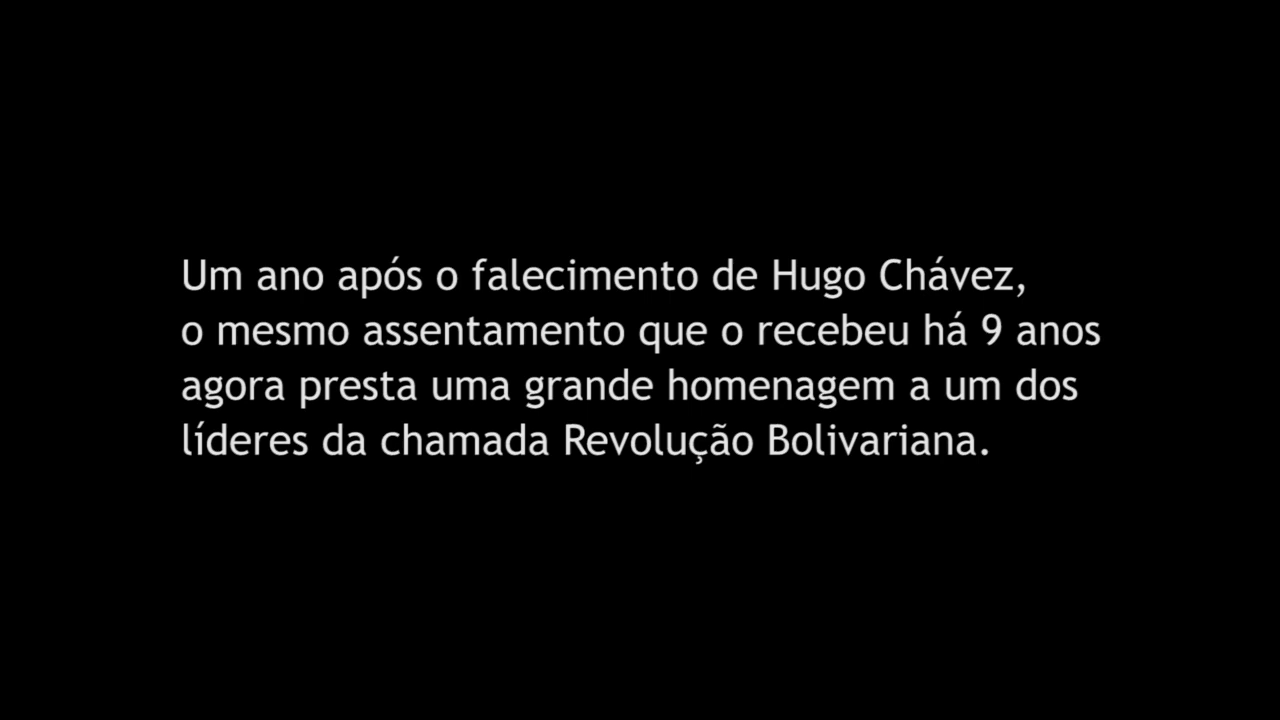 Um ano após o falecimento de Hugo Chávez,
o mesmo assentamento que o recebeu há 9 anos
agora presta uma grande homenagem a um dos
líderes da chamada Revolução Bolivariana.